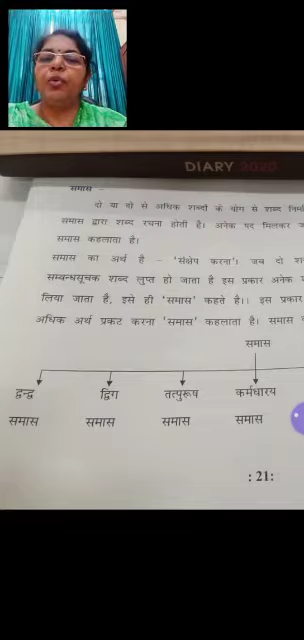 DIARY 2020
समास –
दो या दो से अधिक शब्दों के योग से शब्द
समास द्वारा शब्द रचना होती है। अनेक पद मिलकर
समास कहलाता है।
समास का अर्थ है – 'संक्षेप करना'। जब दो
सम्बन्धसूचक शब्द लुप्त हो जाता है इस प्रकार अनेक
लिया जाता है, इसे ही 'समास' कहते है।। इस प्रकार
अधिक अर्थ प्रकट करना 'समास' कहलाता है। समास
समास
द्वन्द्व द्विग तत्पुरूष कर्मधारय
समास समास समास समास
: 21: